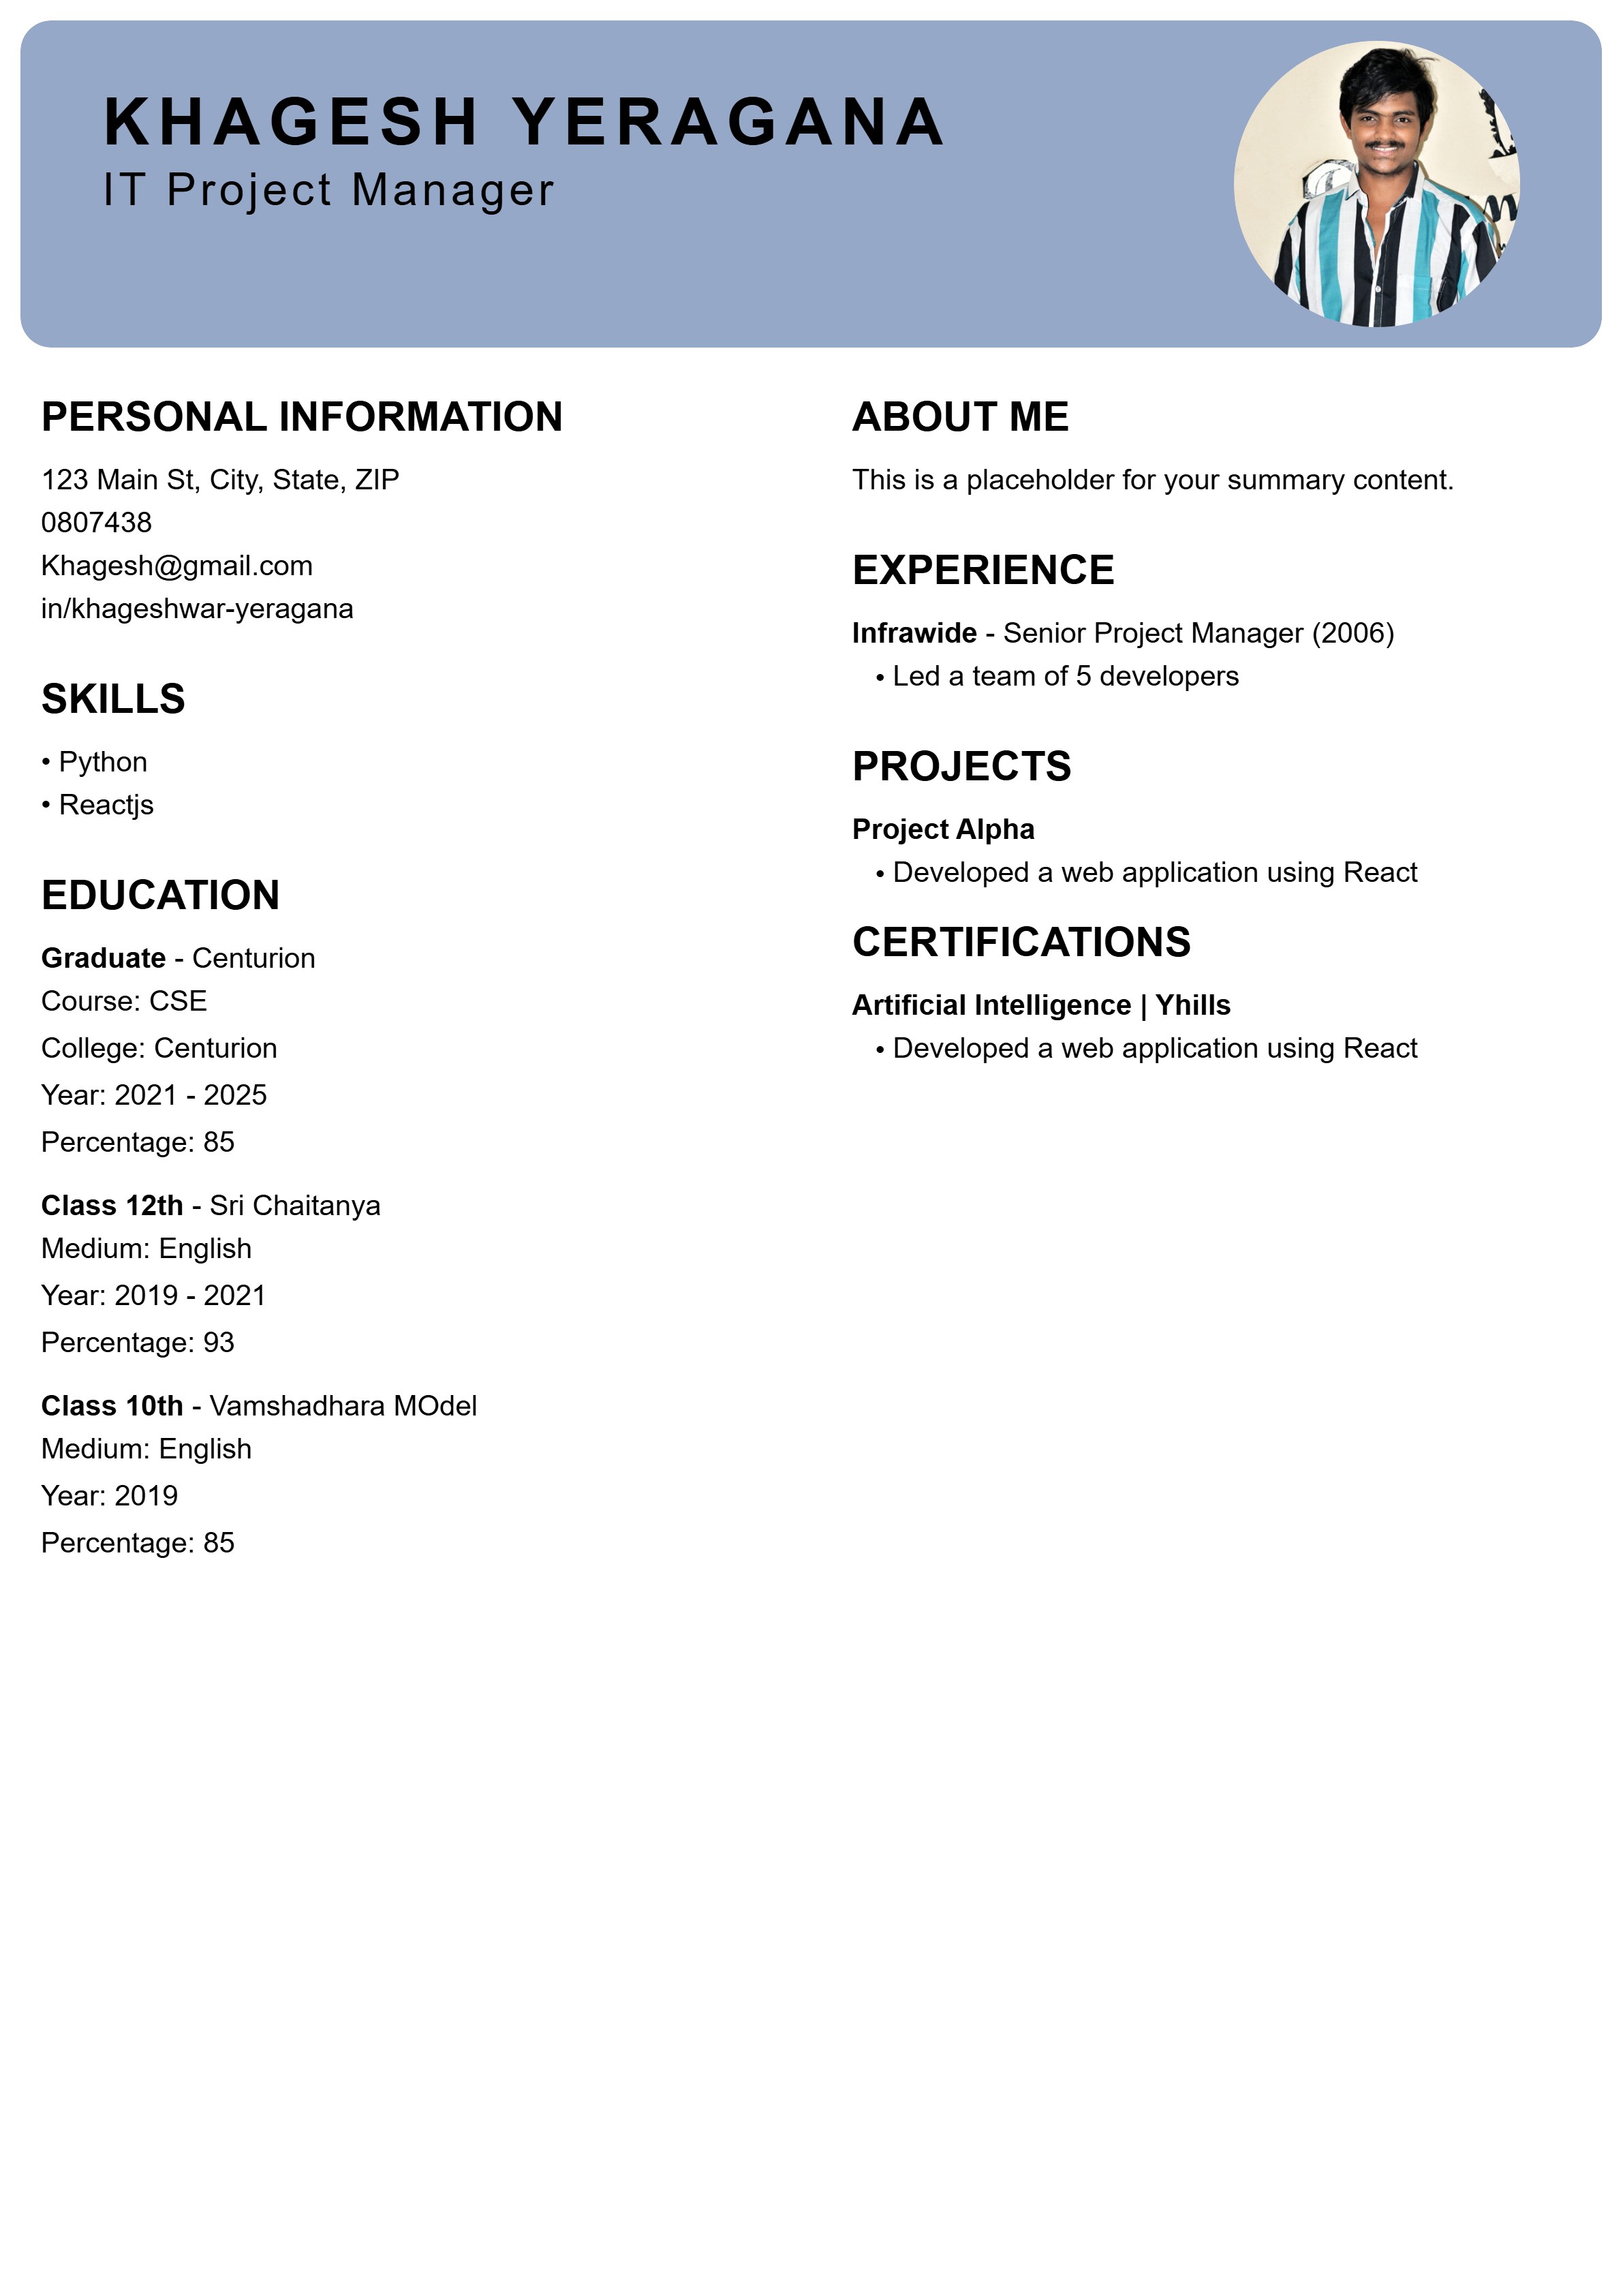 KHAGESH YERAGANA
IT Project Manager
PERSONAL INFORMATION
123 Main St, City, State, ZIP
0807438
Khagesh@gmail.com
in/khageshwar-yeragana
SKILLS
• Python
• Reactjs
EDUCATION
Graduate - Centurion
Course: CSE
College: Centurion
Year: 2021 - 2025
Percentage: 85
Class 12th - Sri Chaitanya
Medium: English
Year: 2019 - 2021
Percentage: 93
Class 10th - Vamshadhara MOdel
Medium: English
Year: 2019
Percentage: 85
ABOUT ME
This is a placeholder for your summary content.
EXPERIENCE
Infrawide - Senior Project Manager (2006)
• Led a team of 5 developers
PROJECTS
Project Alpha
• Developed a web application using React
CERTIFICATIONS
Artificial Intelligence | Yhills
• Developed a web application using React